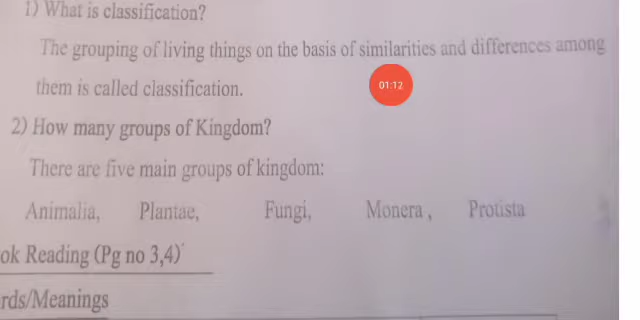 1) What is classification?
The grouping of living things on the basis of similarities and differences among
them is called classification.
01:12
2) How many groups of Kingdom?
There are five main groups of kingdom:
Animalia, Plantae, Fungi, Monera , Protista
ok Reading (Pg no 3,4)
rds/Meanings